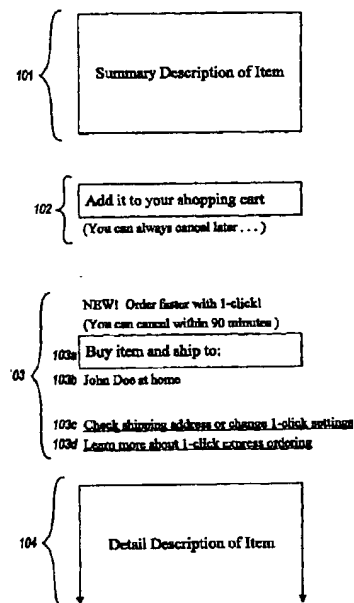 101 Summary Description of Item
102 Add it to your shopping cart
(You can always cancel later . . . )
NEW! Order faster with 1-click!
(You can cancel within 90 minutes )
103a Buy item and ship to:
03 103b John Doe at home
103c Check shipping address or change 1-click settings
103d Learn more about 1-click express ordering
104 Detail Description of Item